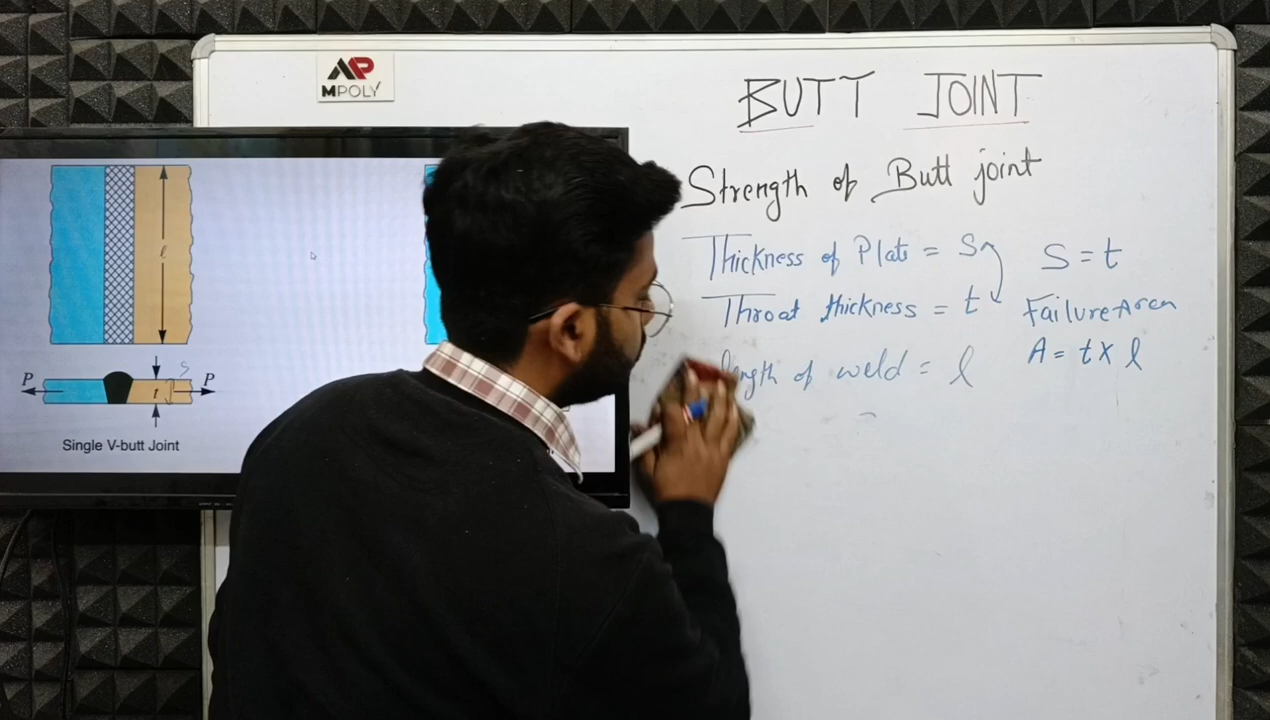 MPOLY
BUTT JOINT
Strength of Butt joint
Thickness of Plate = S
S = t
Throat thickness = t
Failure Area
length of weld = l
A = t x l
l
P
S
t
P
Single V-butt Joint